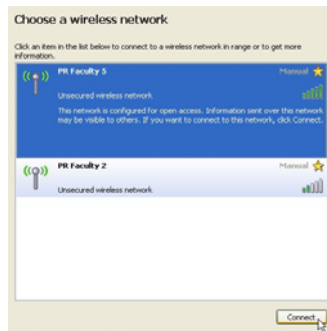 Choose a wireless network
Click an item in the list below to connect to a wireless network in range or to get more
information.
PR Faculty 5 Manual
Unsecured wireless network
This network is configured for open access. Information sent over this network
may be visible to others. If you want to connect to this network, click Connect.
PR Faculty 2 Manual
Unsecured wireless network
Connect